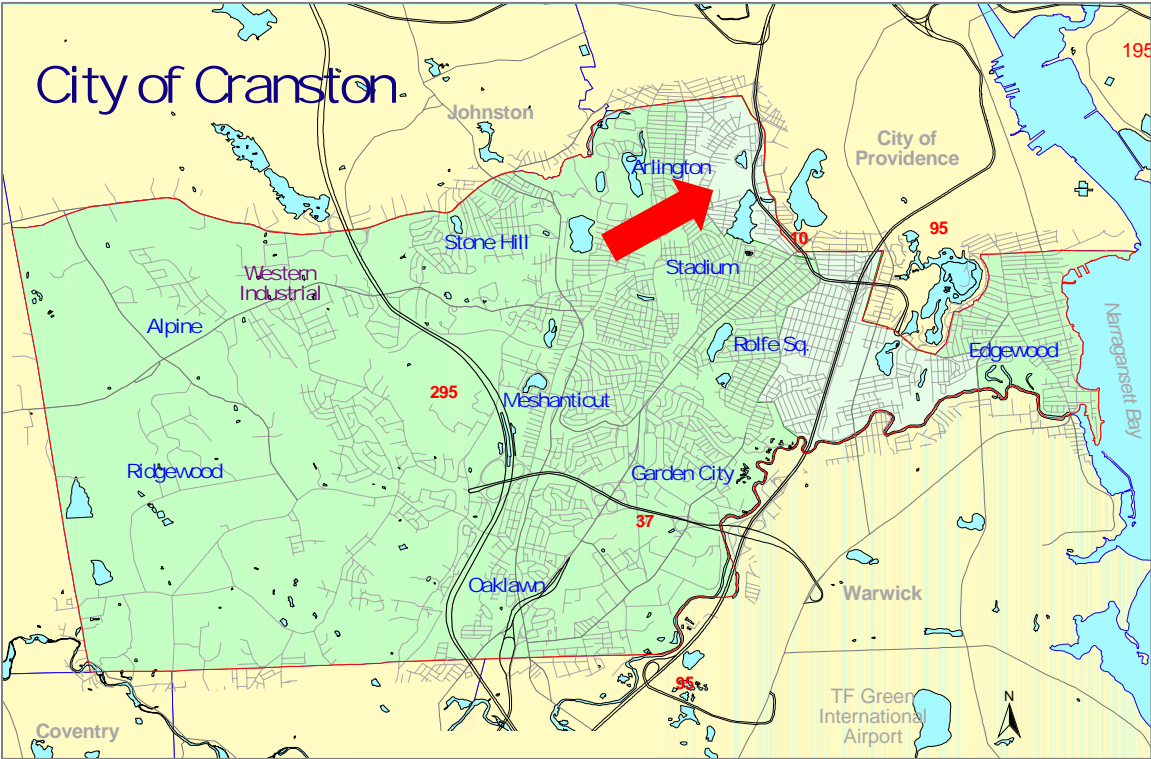 195
City of Cranston
Johnston
City of
Providence
Arlington
95
10
Stone Hill
Stadium
Western
Industrial
Alpine
Rolfe Sq.
Edgewood
Narragansett Bay
295
Meshanticut
Ridgewood
Garden City
37
Oaklawn
Warwick
95
TF Green
International
Airport
N
Coventry